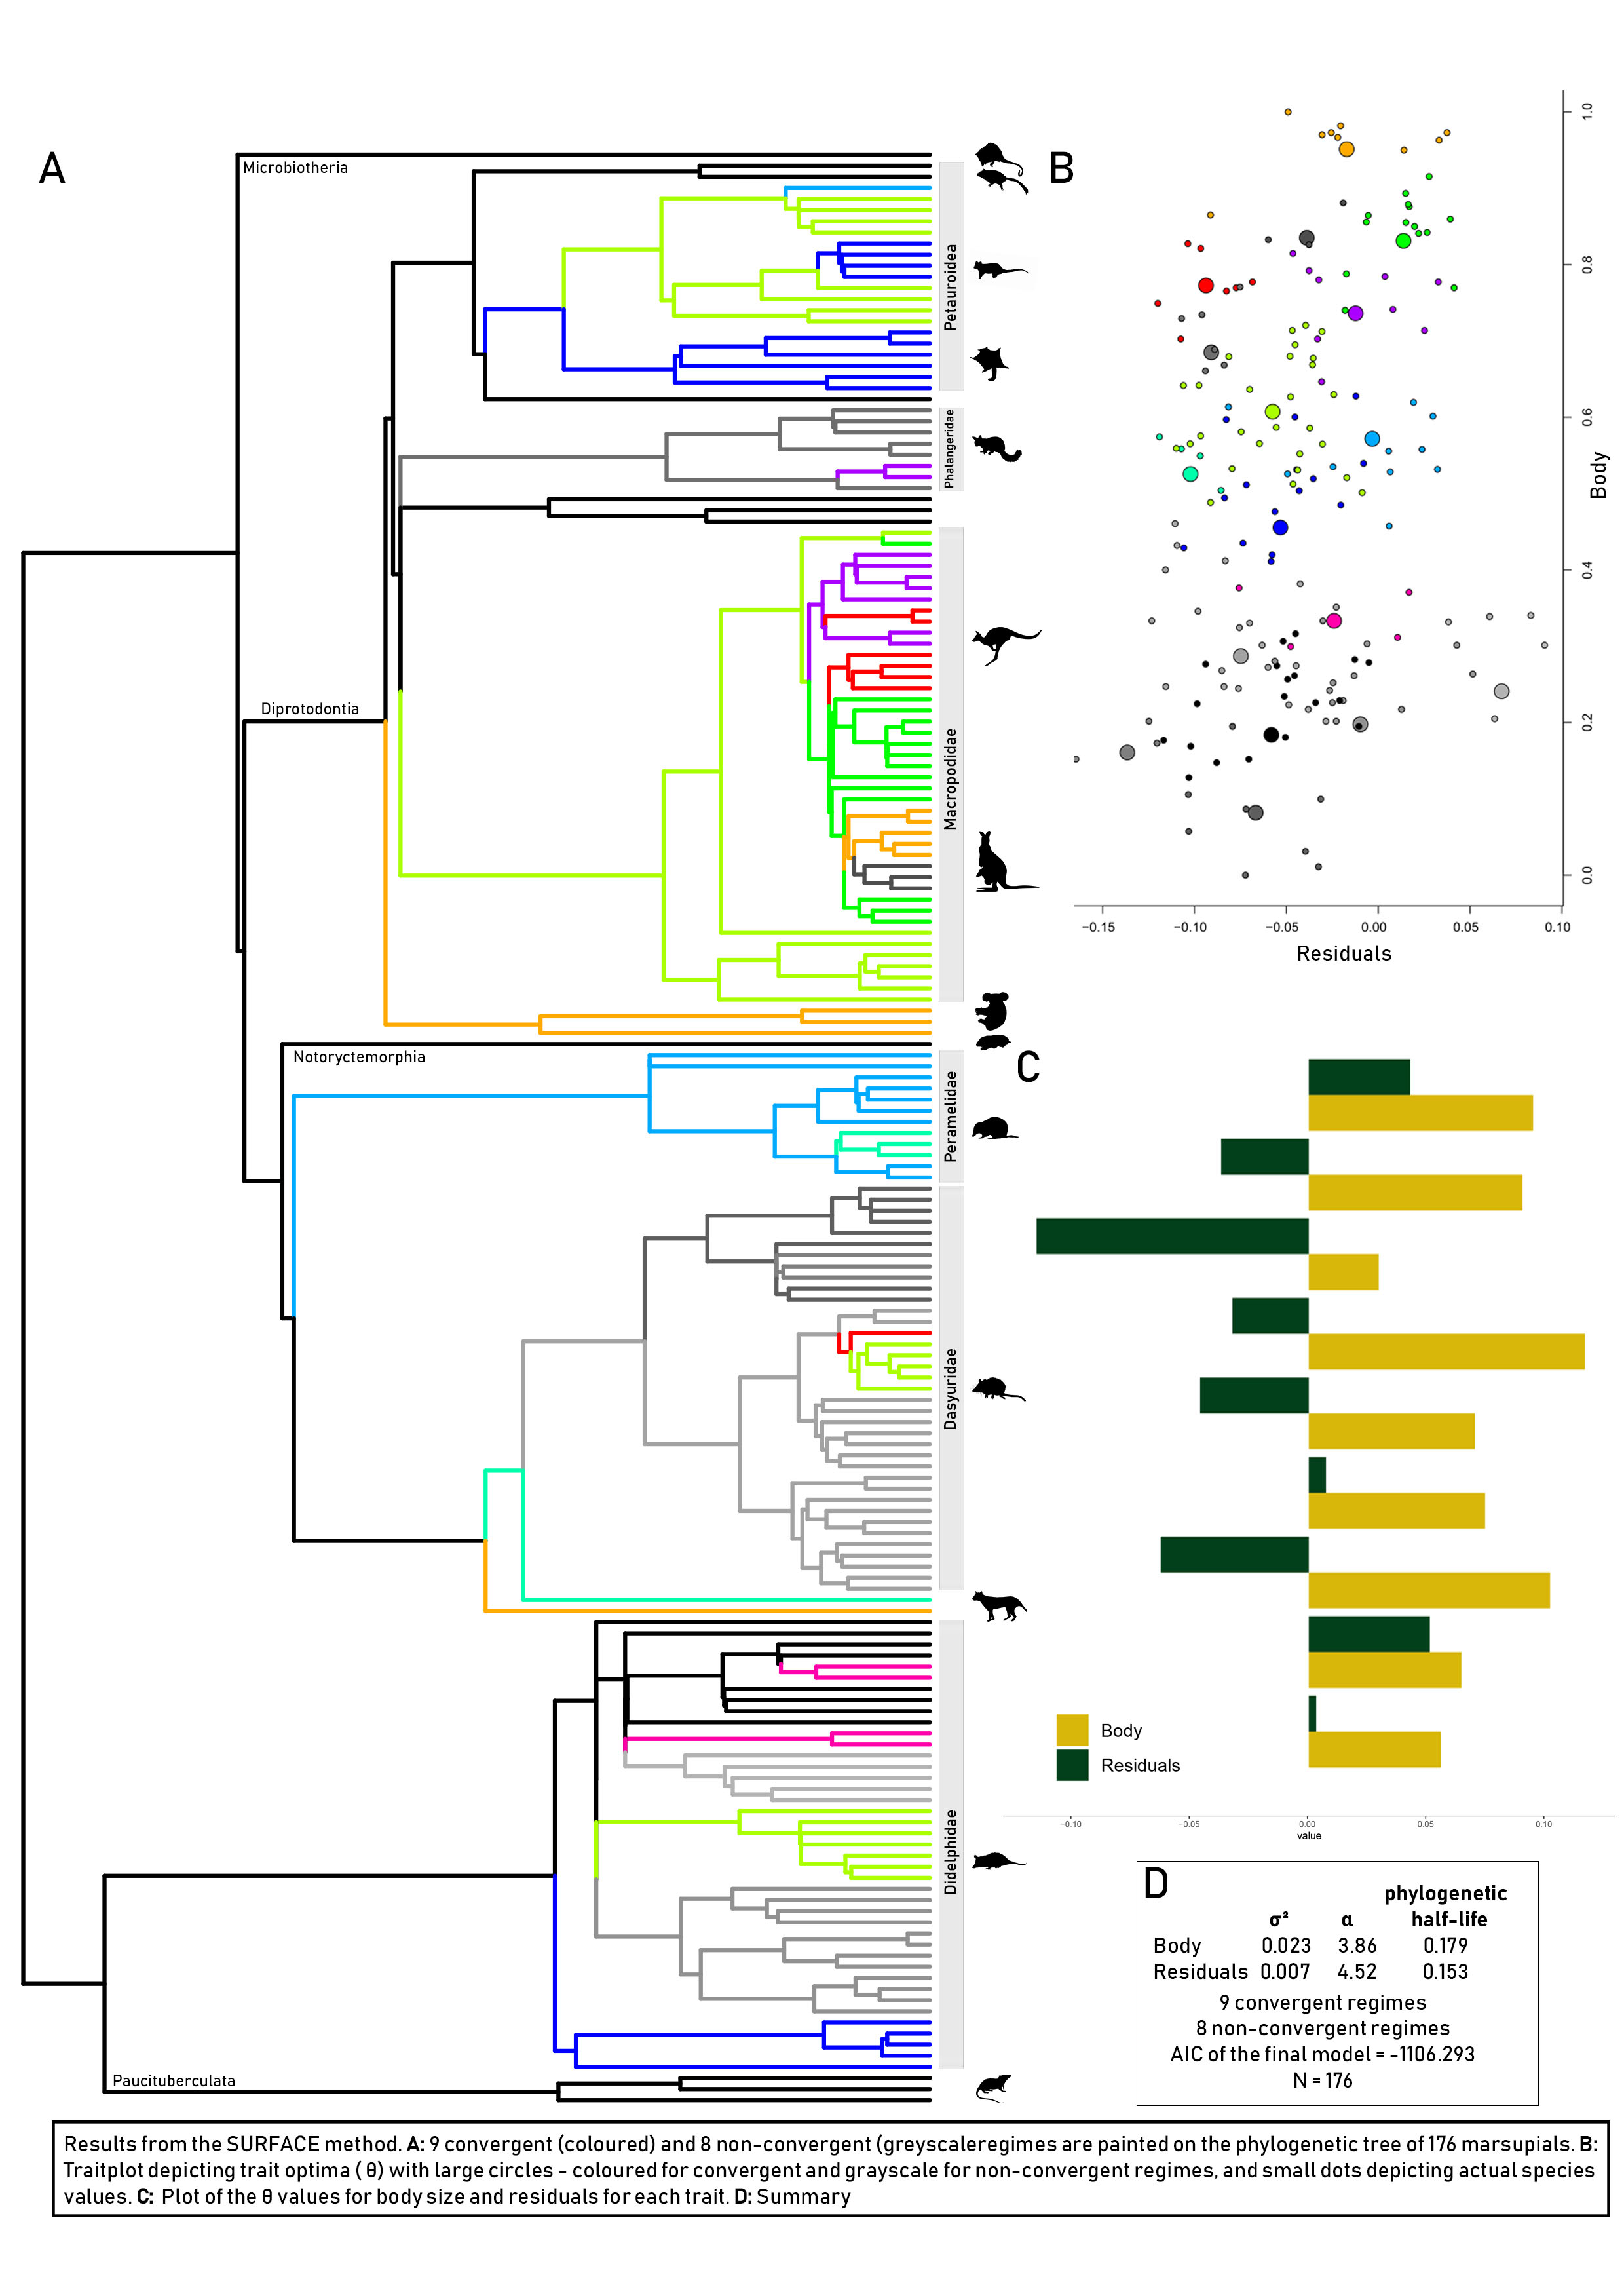 A
Microbiotheria
Petauroidea
Phalangeridae
Diprotodontia
Macropodidae
Notoryctemorphia
Peramelidae
Dasyuridae
Didelphidae
Paucituberculata
B
1.0
0.8
0.6
0.4
0.2
0.0
Body
−0.15 −0.10 −0.05 0.00 0.05 0.10
Residuals
C
Body
Residuals
−0.10 −0.05 0.00 0.05 0.10
value
D
phylogenetic
σ² α half-life
Body 0.023 3.86 0.179
Residuals 0.007 4.52 0.153
9 convergent regimes
8 non-convergent regimes
AIC of the final model = -1106.293
N = 176
Results from the SURFACE method. A: 9 convergent (coloured) and 8 non-convergent (greyscaleregimes are painted on the phylogenetic tree of 176 marsupials. B:
Traitplot depicting trait optima ( θ) with large circles - coloured for convergent and grayscale for non-convergent regimes, and small dots depicting actual species
values. C: Plot of the θ values for body size and residuals for each trait. D: Summary